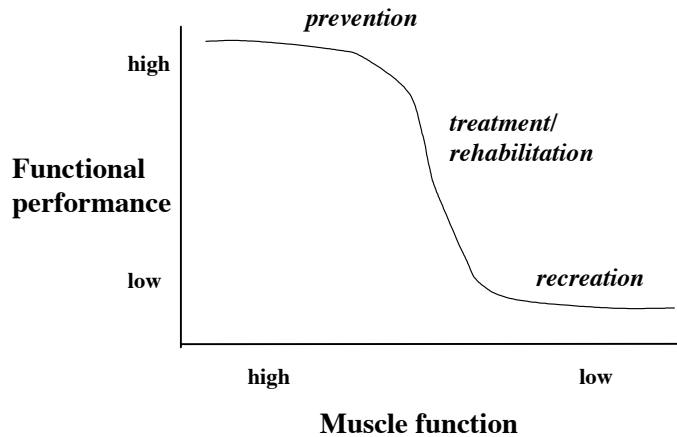 prevention
high
treatment/
rehabilitation
Functional
performance
low
recreation
high
low
Muscle function